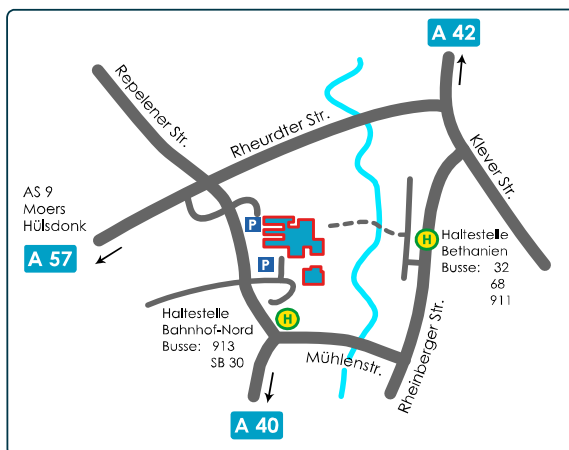 A 42
Repelener Str.
Rheurdter Str.
Klever Str.
AS 9
Moers
Hülsdonk
A 57
P
P
H
Haltestelle
Bethanien
Busse: 32
68
911
Haltestelle
Bahnhof-Nord
Busse: 913
SB 30
H
Mühlenstr.
Rheinberger Str.
A 40